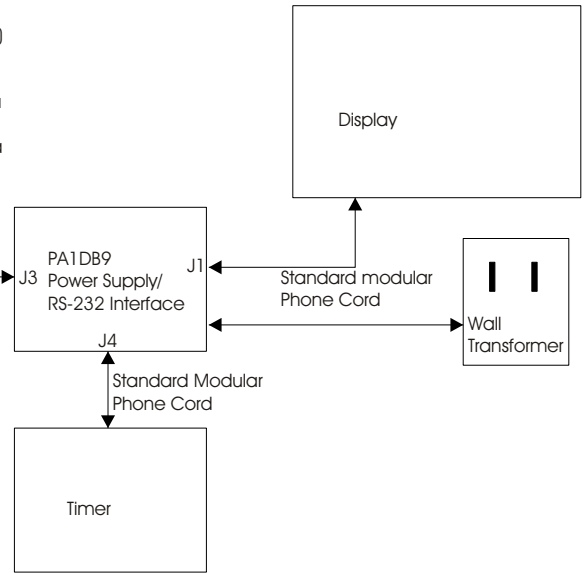 Display
PA1DB9
J1
J3
Power Supply/
RS-232 Interface
J4
Standard modular
Phone Cord
Wall
Transformer
Standard Modular
Phone Cord
Timer